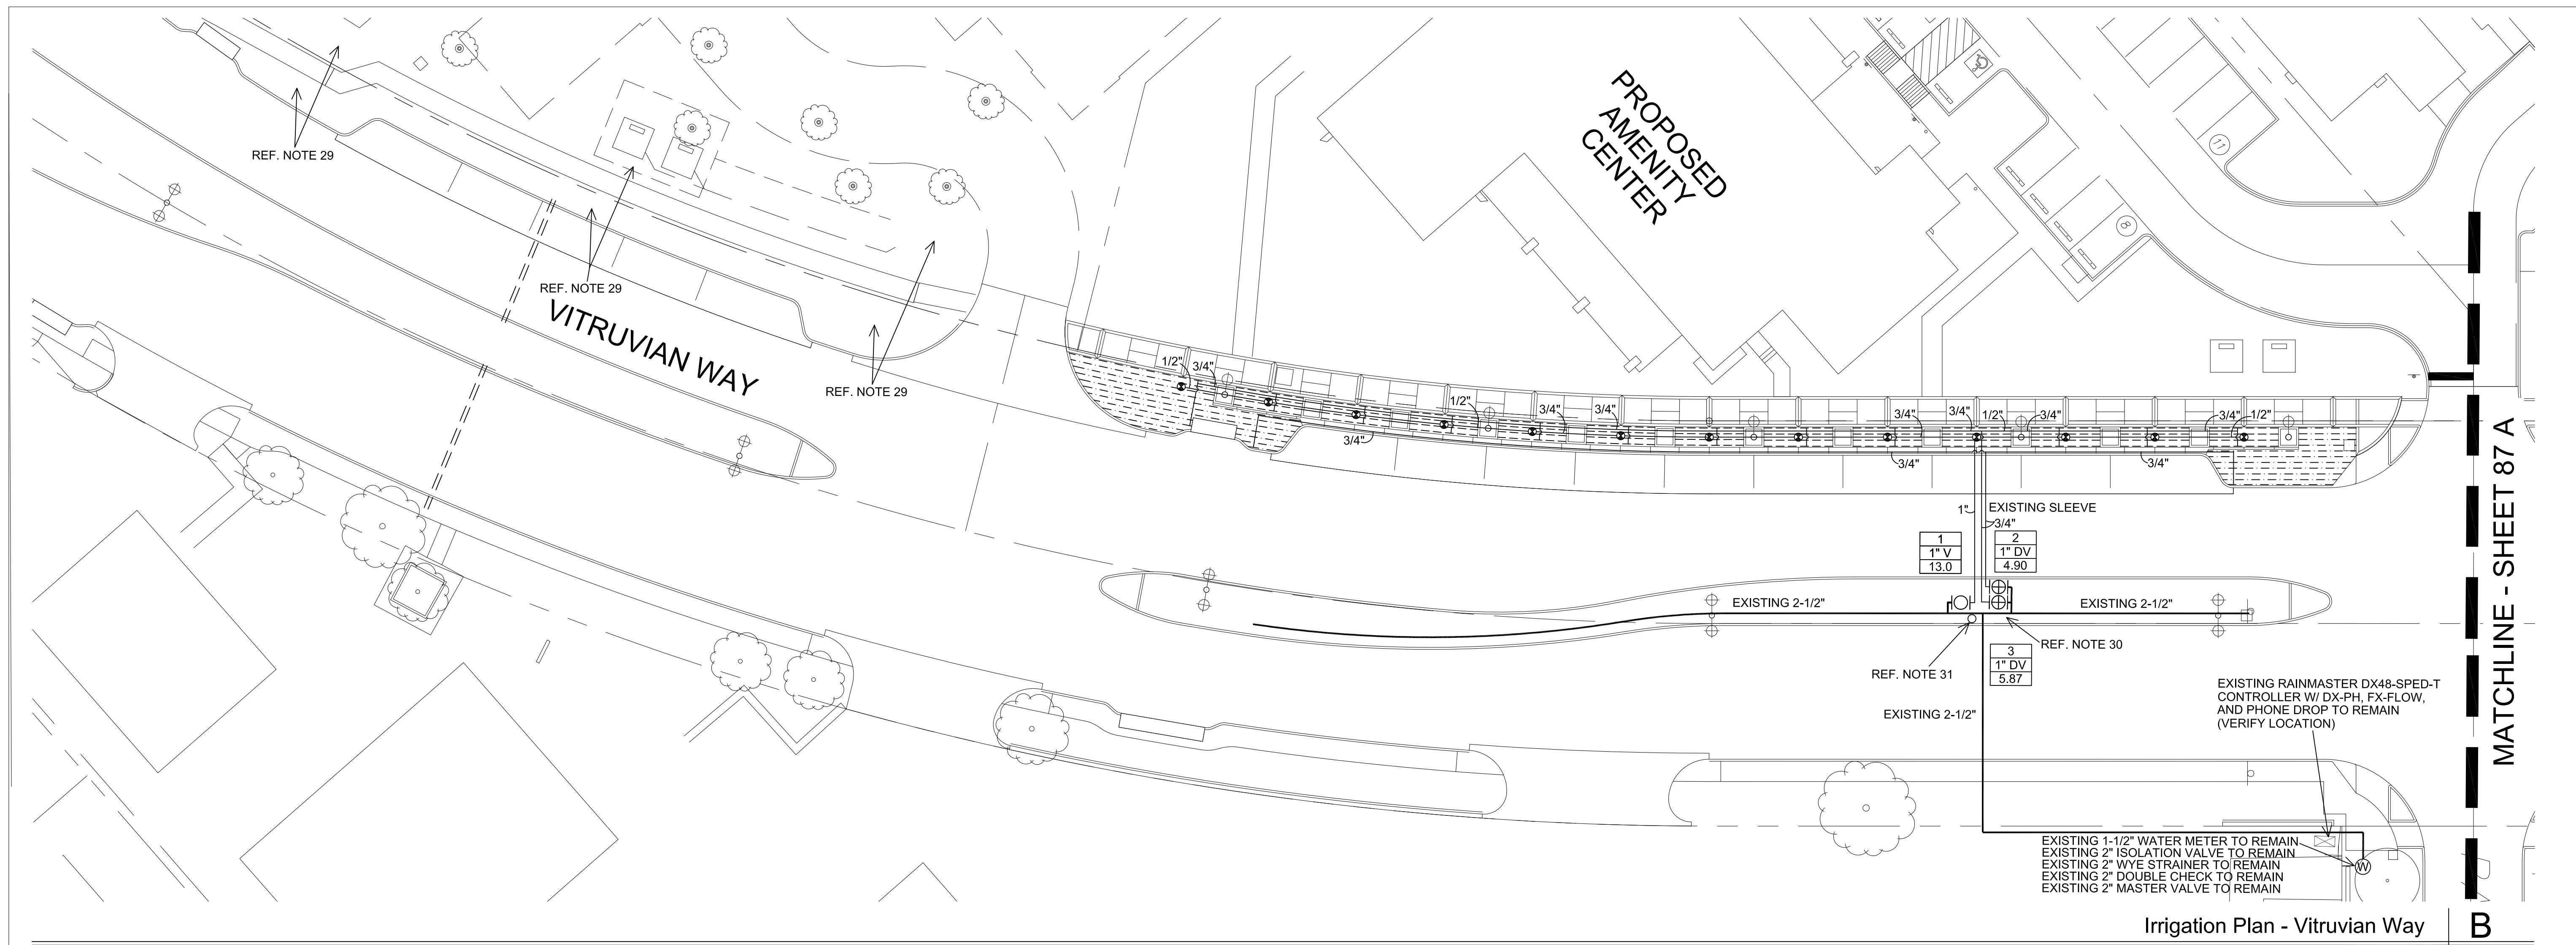 PROPOSED
AMENITY
CENTER
11
8
REF. NOTE 29
REF. NOTE 29
VITRUVIAN WAY
REF. NOTE 29
1/2"
3/4"
3/4"
1/2"
3/4"
3/4"
3/4"
3/4"
1/2"
3/4"
3/4"
3/4"
1/2"
3/4"
1"
EXISTING SLEEVE
3/4"
1
1" V
13.0
2
1" DV
4.90
EXISTING 2-1/2"
EXISTING 2-1/2"
REF. NOTE 30
REF. NOTE 31
3
1" DV
5.87
EXISTING 2-1/2"
EXISTING RAINMASTER DX48-SPED-T
CONTROLLER W/ DX-PH, FX-FLOW,
AND PHONE DROP TO REMAIN
(VERIFY LOCATION)
EXISTING 1-1/2" WATER METER TO REMAIN
EXISTING 2" ISOLATION VALVE TO REMAIN
EXISTING 2" WYE STRAINER TO REMAIN
EXISTING 2" DOUBLE CHECK TO REMAIN
EXISTING 2" MASTER VALVE TO REMAIN
W
MATCHLINE - SHEET 87 A
Irrigation Plan - Vitruvian Way
B